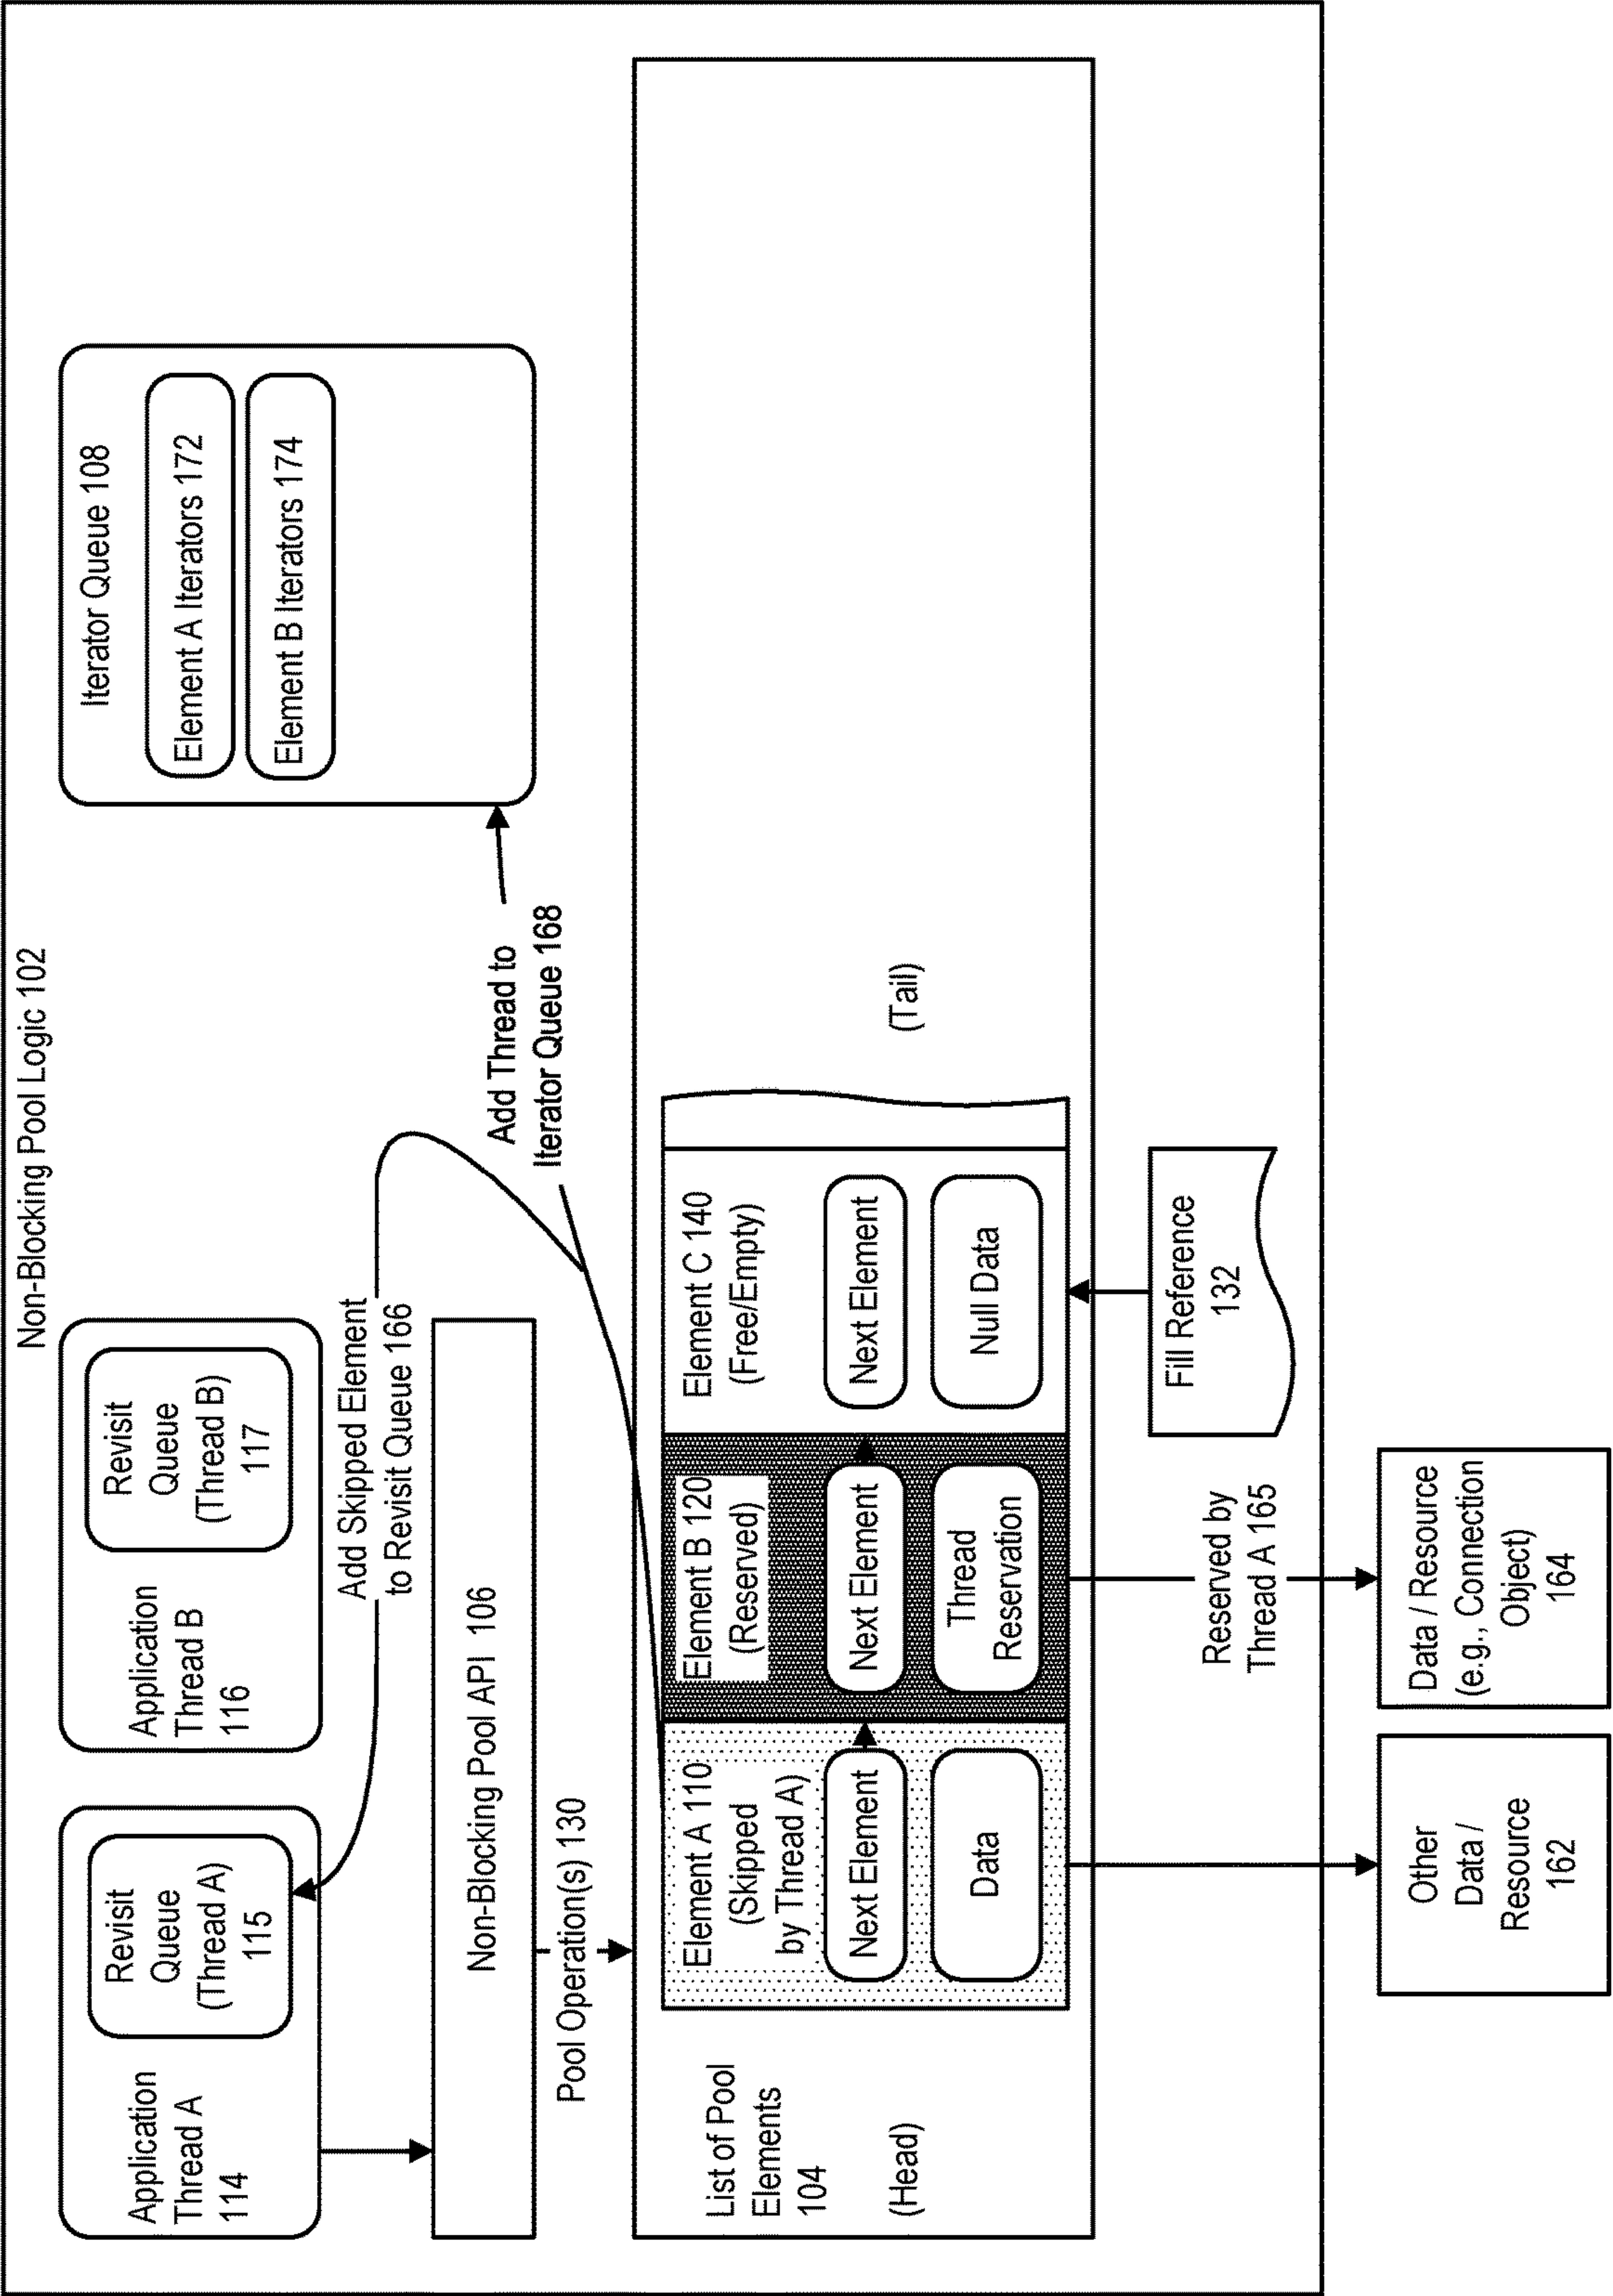 Non-Blocking Pool Logic 102
Application
Thread A
114
Revisit
Queue
(Thread A)
115
Application
Thread B
116
Revisit
Queue
(Thread B)
117
Iterator Queue 108
Element A Iterators 172
Element B Iterators 174
Add Skipped Element
to Revisit Queue 166
Non-Blocking Pool API 106
Add Thread to
Iterator Queue 168
Pool Operation(s) 130
List of Pool
Elements
104
(Head)
Element A 110
(Skipped
by Thread A)
Next Element
Data
Element B 120
(Reserved)
Next Element
Thread
Reservation
Element C 140
(Free/Empty)
Next Element
Null Data
(Tail)
Fill Reference
132
Reserved by
Thread A 165
Other
Data /
Resource
162
Data / Resource
(e.g., Connection
Object)
164